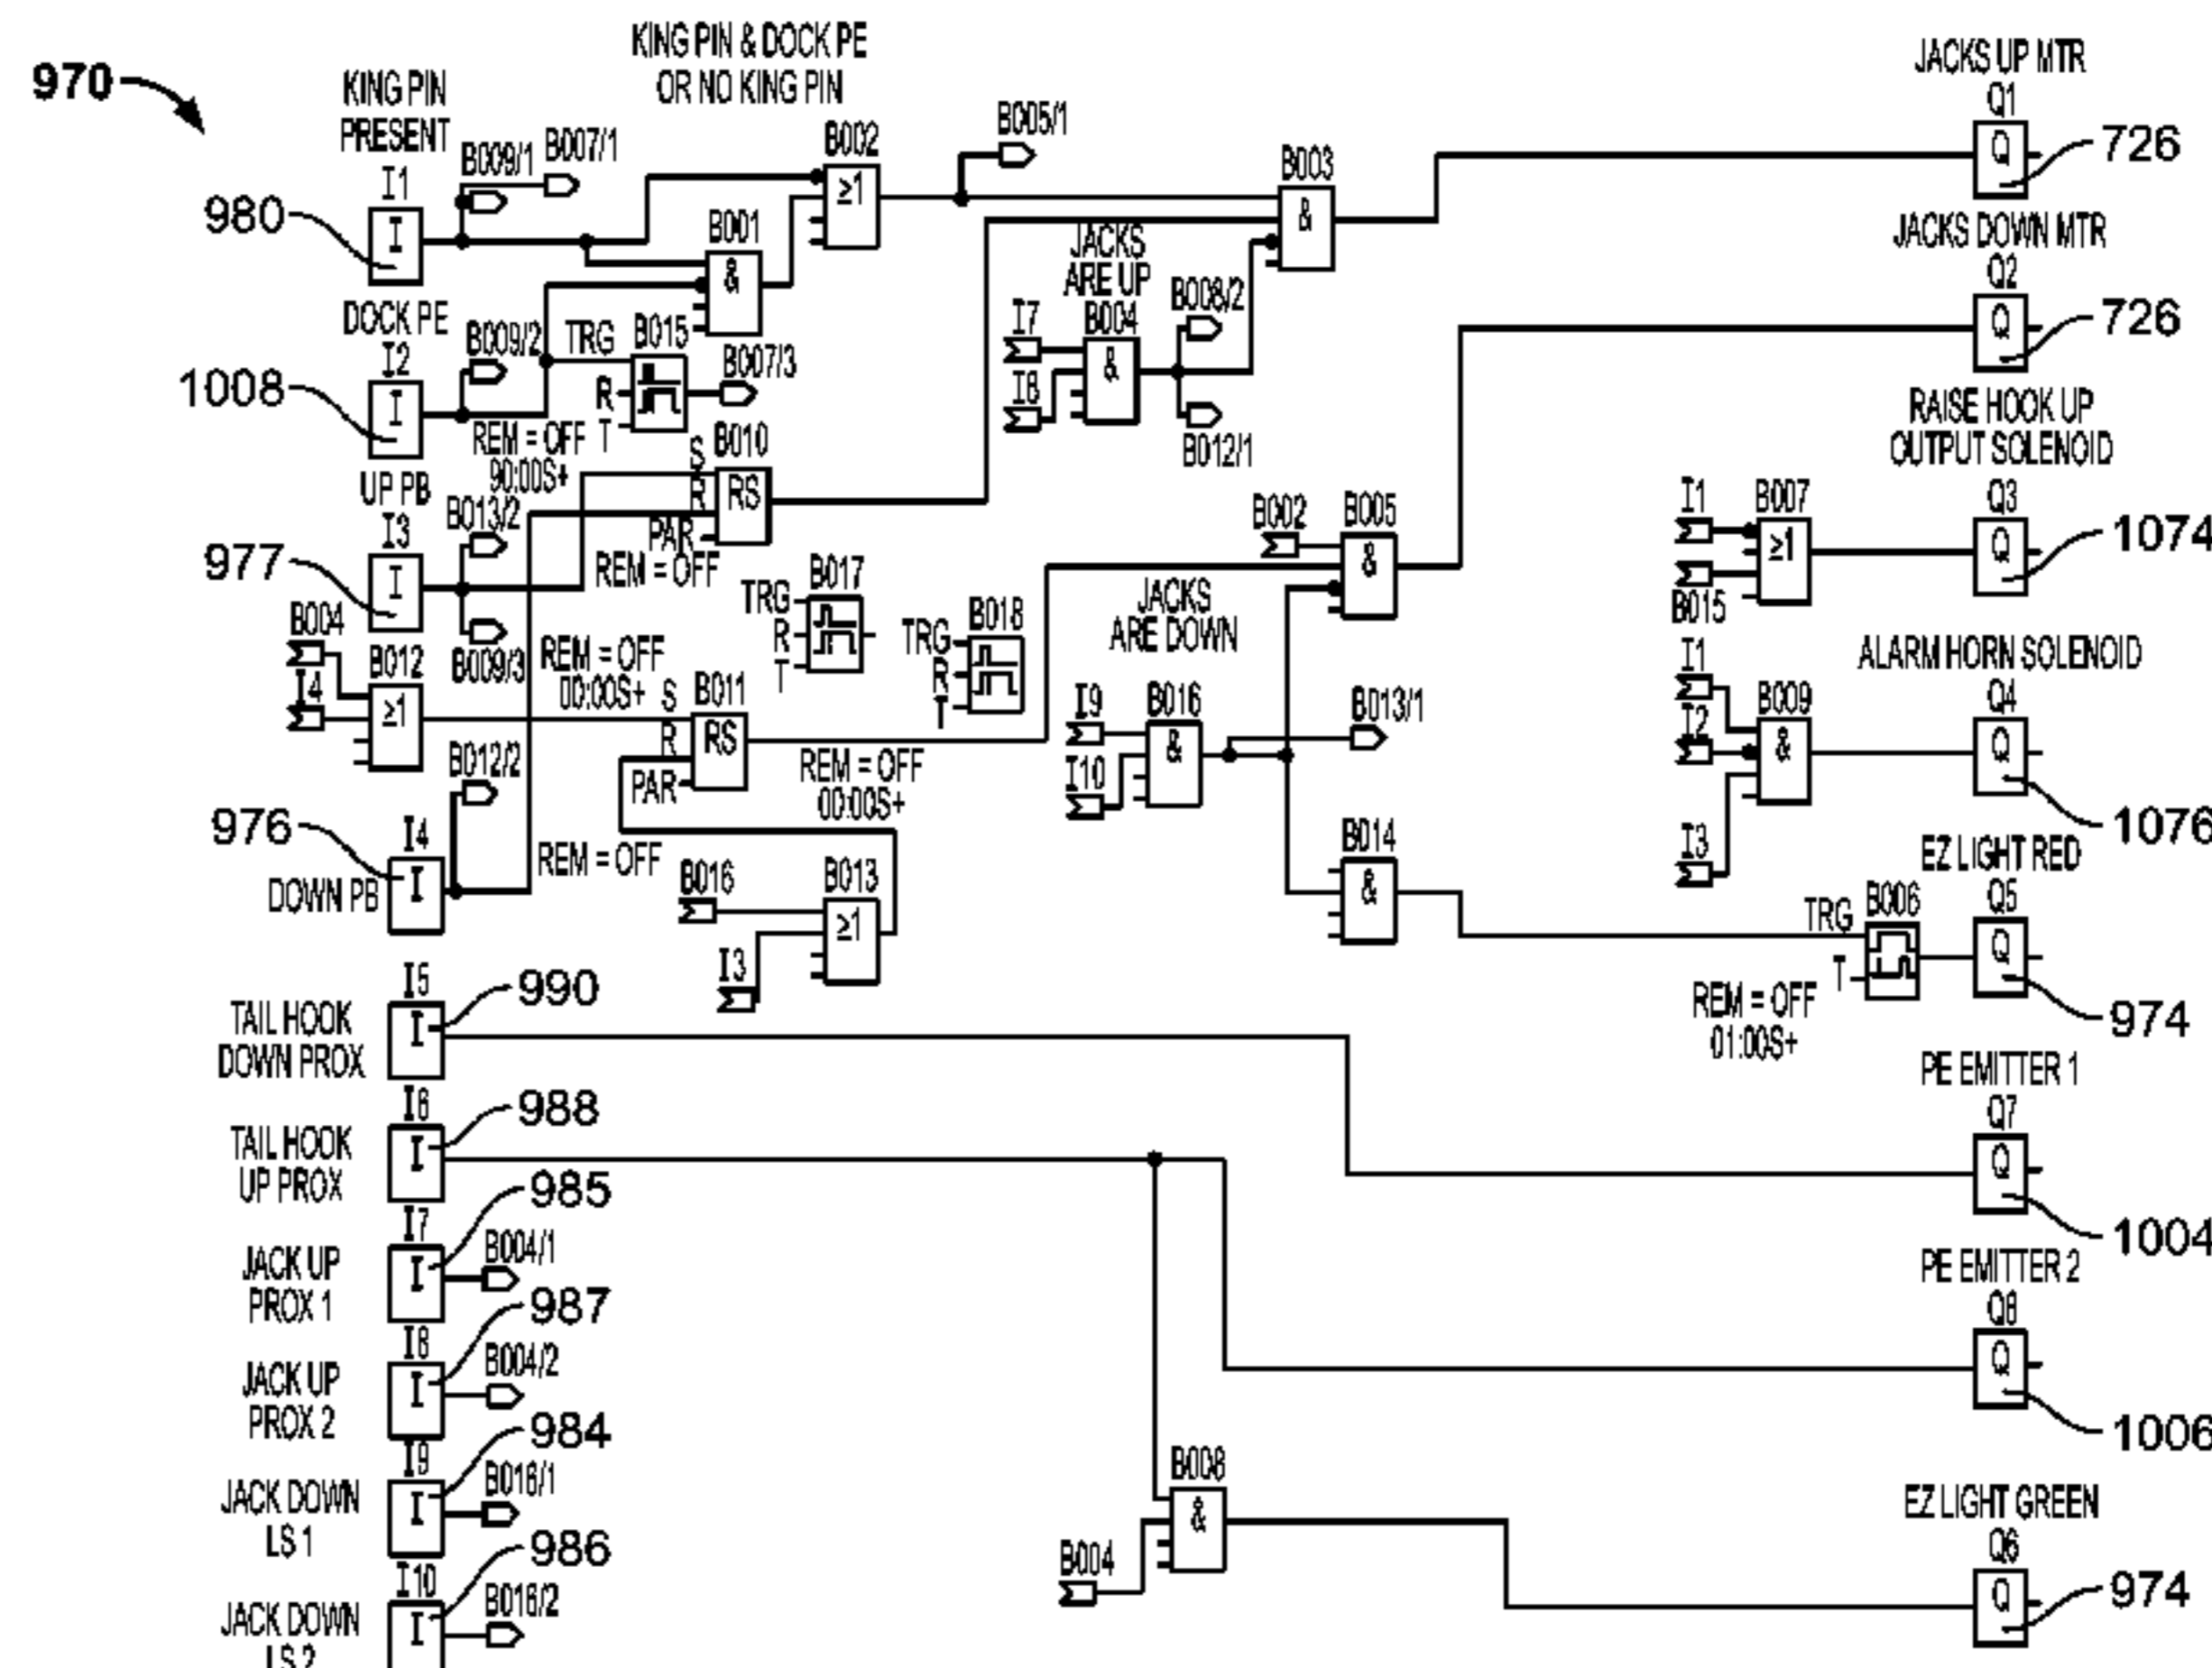 970
KING PIN
PRESENT
I1
I
980
B009/1
B007/1
KING PIN & DOCK PE
OR NO KING PIN
B002
≥1
B005/1
B003
&
JACKS UP MTR
Q1
Q
726
B001
&
DOCK PE
I2
I
1008
B009/2
TRG
R
T
B015
B007/3
REM = OFF
90:00S+
JACKS
ARE UP
I7
I8
B004
&
B008/2
B012/1
JACKS DOWN MTR
Q2
Q
726
UP PB
I3
I
977
B013/2
B009/3
S
R
PAR
B010
RS
REM = OFF
B002
B005
&
RAISE HOOK UP
OUTPUT SOLENOID
Q3
Q
1074
I1
B015
B007
≥1
B004
I4
B012
≥1
REM = OFF
00:00S+
S
R
PAR
B011
RS
REM = OFF
TRG
R
T
B017
REM = OFF
00:00S+
TRG
R
T
B018
JACKS
ARE DOWN
I9
I10
B016
&
B013/1
ALARM HORN SOLENOID
Q4
Q
1076
I1
I2
I3
B009
&
B012/2
976
I4
I
DOWN PB
B016
I3
B013
≥1
B014
&
TRG
T
B006
REM = OFF
01:00S+
EZ LIGHT RED
Q5
Q
974
I5
I
990
TAIL HOOK
DOWN PROX
PE EMITTER 1
Q7
Q
1004
I6
I
988
TAIL HOOK
UP PROX
PE EMITTER 2
Q8
Q
1006
I7
I
985
B004/1
JACK UP
PROX 1
I8
I
987
B004/2
JACK UP
PROX 2
I9
I
984
B016/1
JACK DOWN
LS 1
B004
B008
&
EZ LIGHT GREEN
Q6
Q
974
I10
I
986
B016/2
JACK DOWN
LS 2